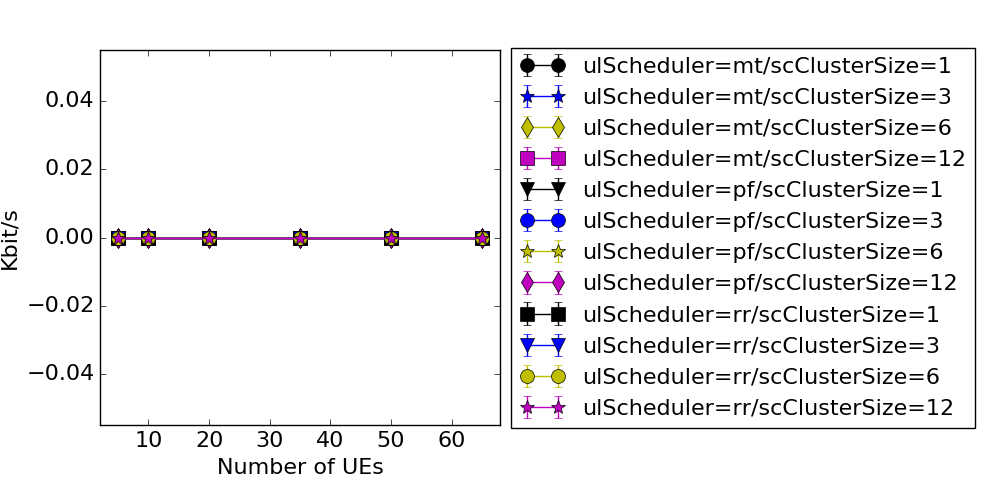 0.04
0.02
0.00
−0.02
−0.04
Kbit/s
10 20 30 40 50 60
Number of UEs
ulScheduler=mt/scClusterSize=1
ulScheduler=mt/scClusterSize=3
ulScheduler=mt/scClusterSize=6
ulScheduler=mt/scClusterSize=12
ulScheduler=pf/scClusterSize=1
ulScheduler=pf/scClusterSize=3
ulScheduler=pf/scClusterSize=6
ulScheduler=pf/scClusterSize=12
ulScheduler=rr/scClusterSize=1
ulScheduler=rr/scClusterSize=3
ulScheduler=rr/scClusterSize=6
ulScheduler=rr/scClusterSize=12